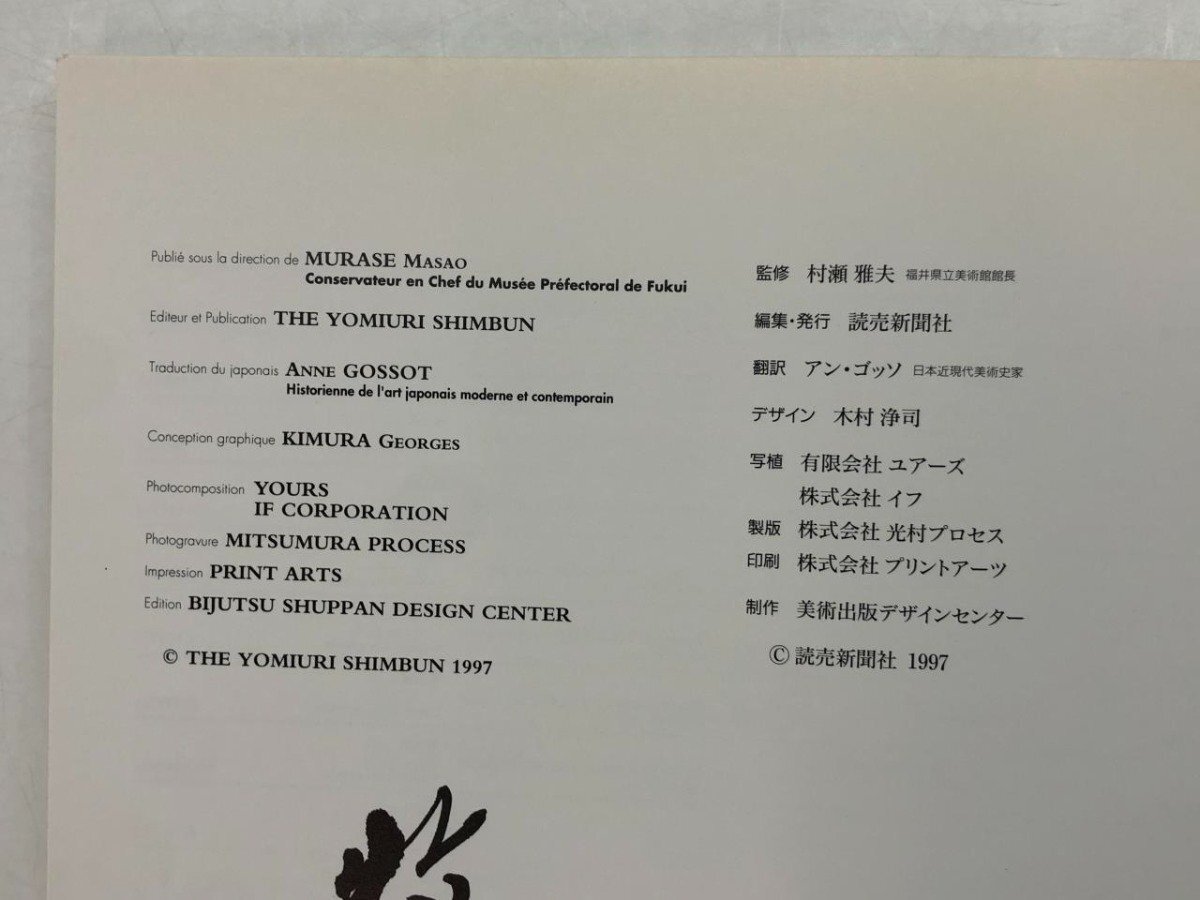 Publié sous la direction de MURASE MASAO
Conservateur en Chef du Musée Préfectoral de Fukui
Editeur et Publication THE YOMIURI SHIMBUN
Traduction du japonais ANNE GOSSOT
Historienne de l'art japonais moderne et contemporain
Conception graphique KIMURA GEORGES
Photocomposition YOURS
IF CORPORATION
Photogravure MITSUMURA PROCESS
Impression PRINT ARTS
Edition BIJUTSU SHUPPAN DESIGN CENTER
© THE YOMIURI SHIMBUN 1997
監修 村瀬 雅夫 福井県立美術館館長
編集・発行 読売新聞社
翻訳 アン・ゴッソ 日本近現代美術史家
デザイン 木村 浄司
写植 有限会社 ユアーズ
株式会社 イフ
製版 株式会社 光村プロセス
印刷 株式会社 プリントアーツ
制作 美術出版デザインセンター
© 読売新聞社 1997